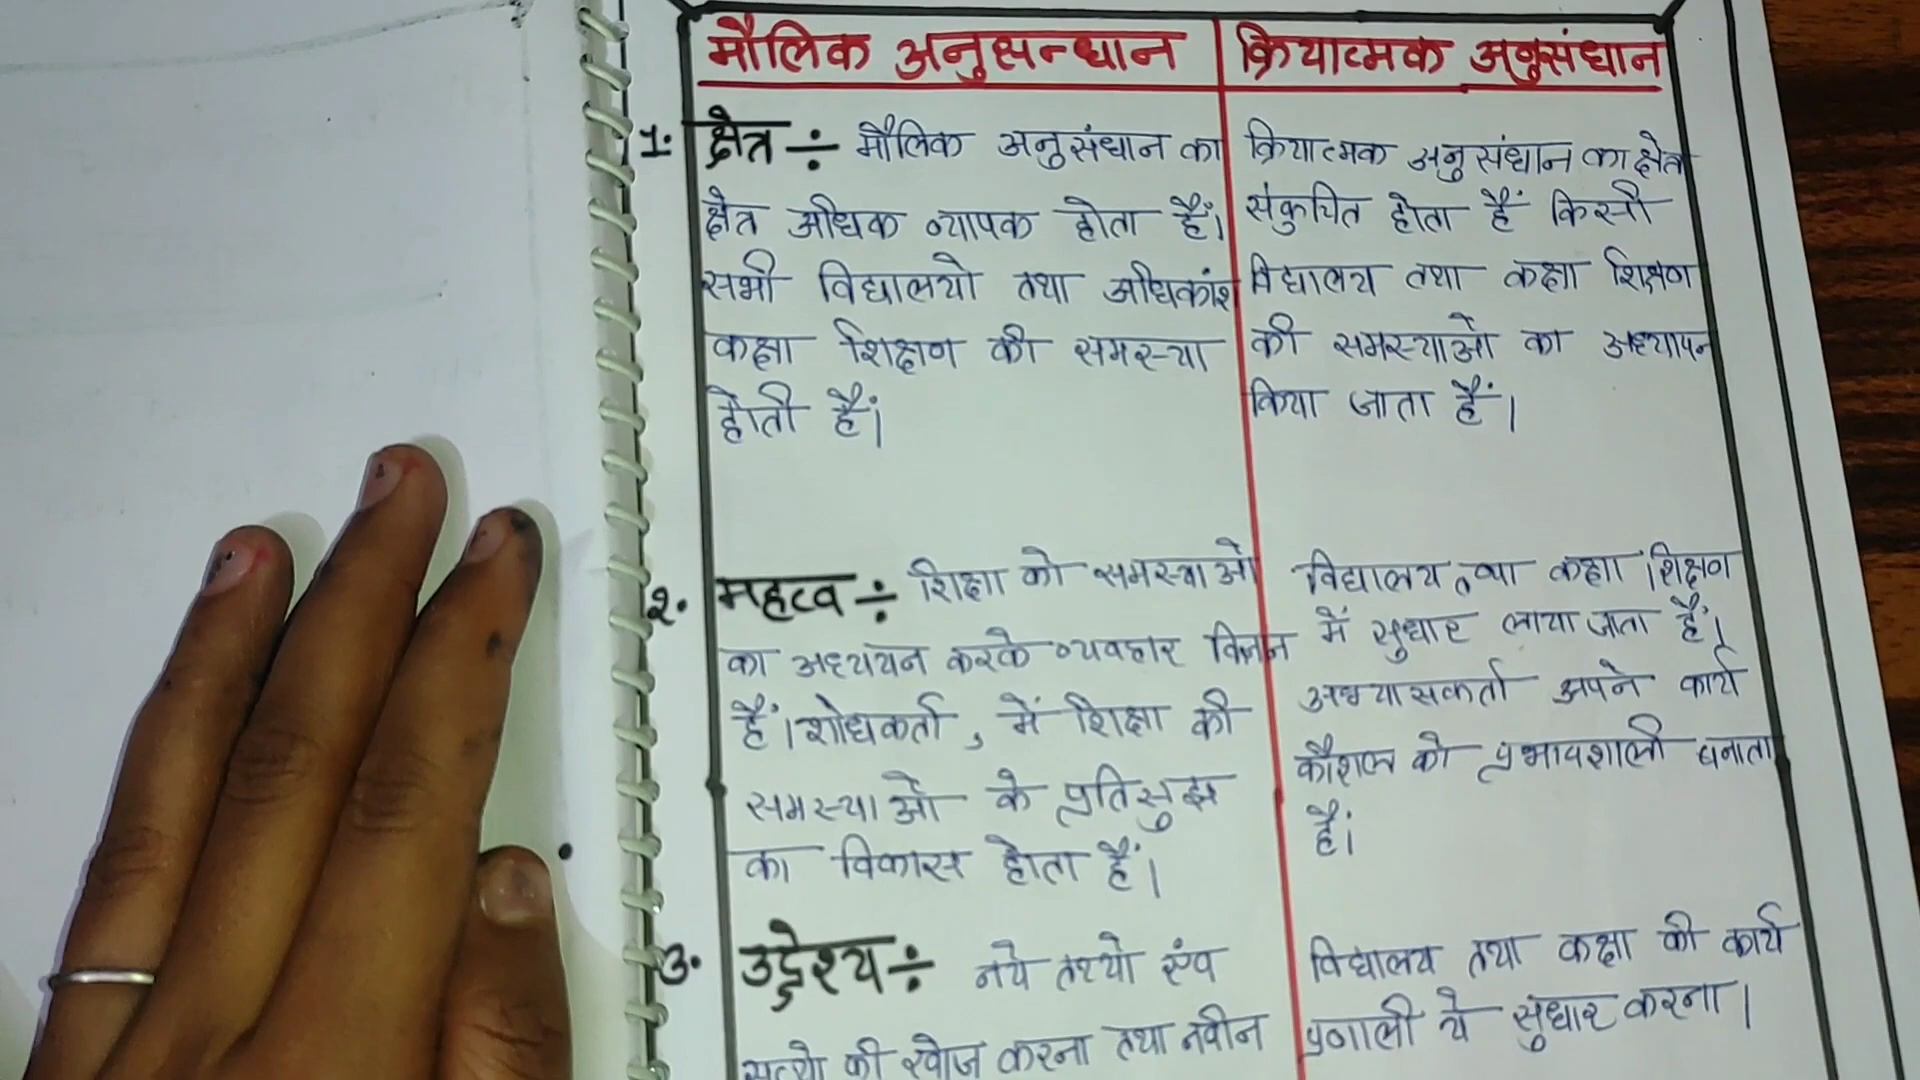 मौलिक अनुसन्धान
1. क्षेत्र ÷ मौलिक अनुसंधान का
क्षेत्र अधिक व्यापक होता हैं।
सभी विद्यालयो तथा अधिकांश
कक्षा शिक्षण की समस्या
होती हैं।
२. महत्व ÷ शिक्षा की समस्याओ
का अध्ययन करके व्यवहार विज्ञान
हैं। शोधकर्ता, में शिक्षा की
समस्याओ के प्रति सुझ
का विकास होता हैं।
3. उद्देश्य ÷ नये तथ्यो एंव
सत्यो की खोज करना तथा नवीन
क्रियात्मक अनुसंधान
क्रियात्मक अनुसंधान का क्षेत्र
संकुचित होता हैं किसी
विद्यालय तथा कक्षा शिक्षण
की समस्याओं का अध्यापन
किया जाता हैं।
विद्यालय तथा कक्षा शिक्षण
में सुधार लाया जाता हैं।
अभ्यासकर्ता अपने कार्य
कौशल को प्रभावशाली बनाता
हैं।
विद्यालय तथा कक्षा की कार्य
प्रणाली ये सुधार करना।